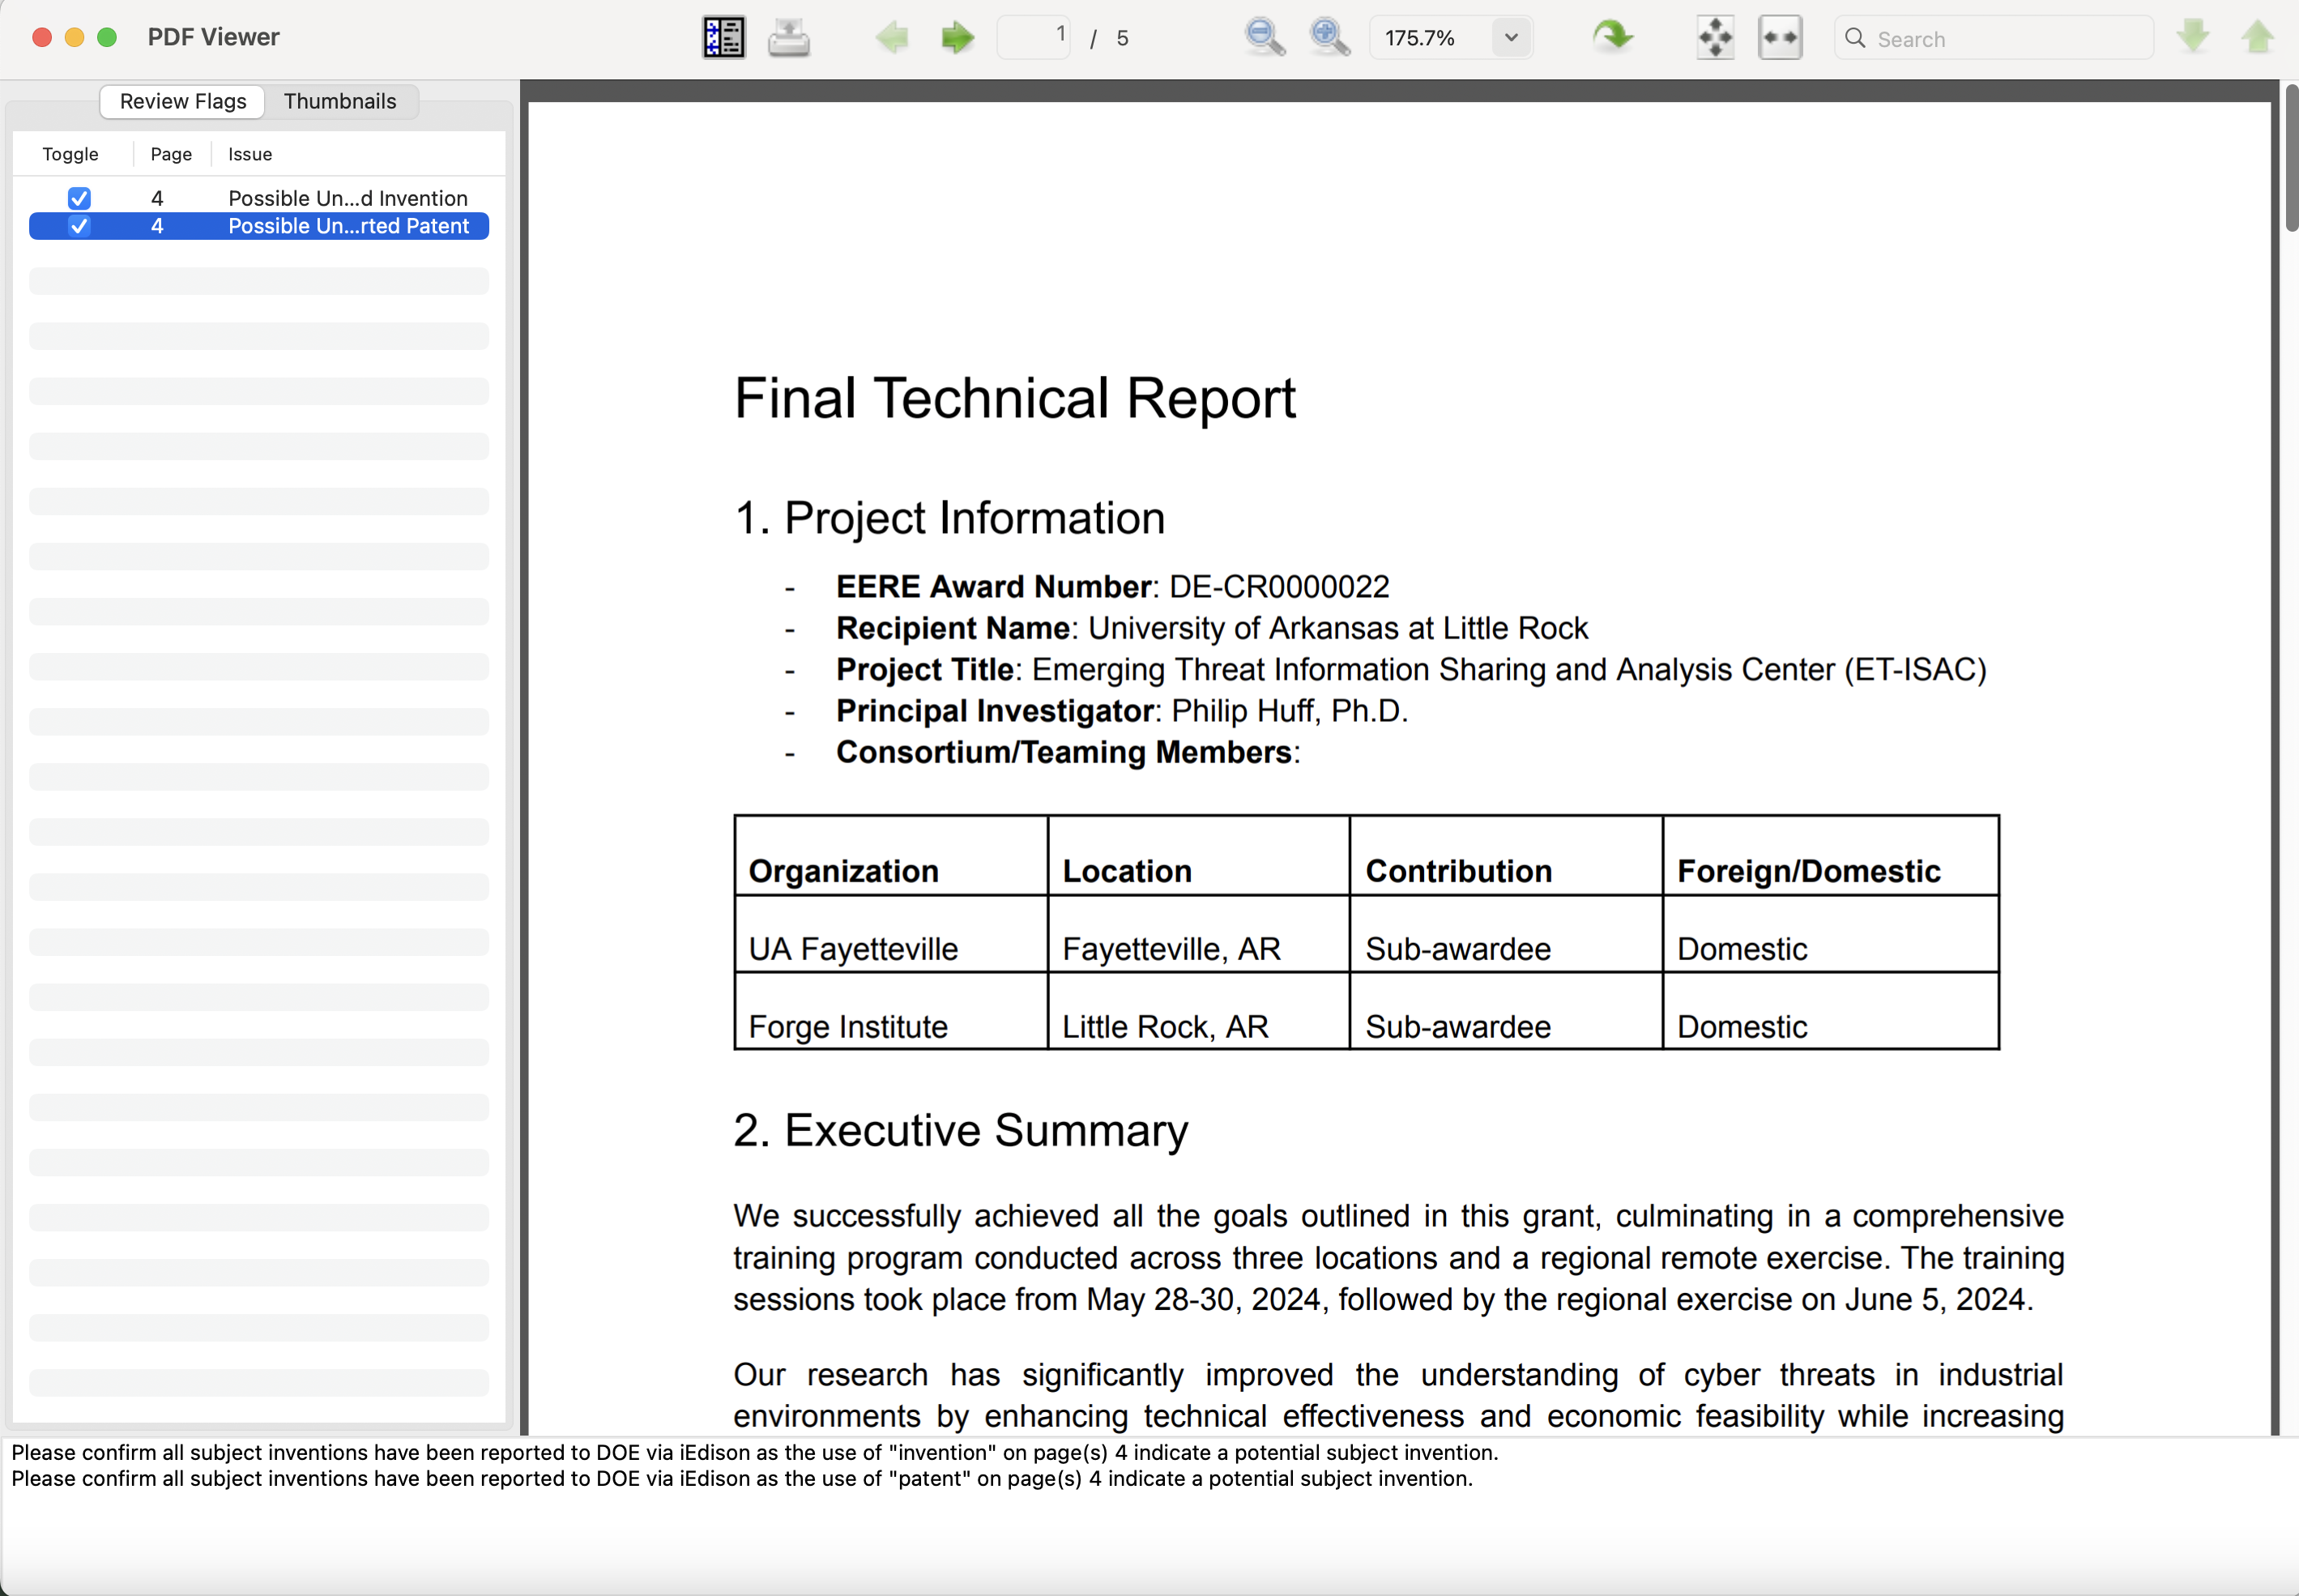 PDF Viewer
1 / 5
175.7%
Search
Review Flags Thumbnails
Toggle Page Issue
4 Possible Un...d Invention
4 Possible Un...rted Patent
Final Technical Report
1. Project Information
- EERE Award Number: DE-CR0000022
- Recipient Name: University of Arkansas at Little Rock
- Project Title: Emerging Threat Information Sharing and Analysis Center (ET-ISAC)
- Principal Investigator: Philip Huff, Ph.D.
- Consortium/Teaming Members:
Organization Location Contribution Foreign/Domestic
UA Fayetteville Fayetteville, AR Sub-awardee Domestic
Forge Institute Little Rock, AR Sub-awardee Domestic
2. Executive Summary
We successfully achieved all the goals outlined in this grant, culminating in a comprehensive
training program conducted across three locations and a regional remote exercise. The training
sessions took place from May 28-30, 2024, followed by the regional exercise on June 5, 2024.
Our research has significantly improved the understanding of cyber threats in industrial
environments by enhancing technical effectiveness and economic feasibility while increasing
Please confirm all subject inventions have been reported to DOE via iEdison as the use of "invention" on page(s) 4 indicate a potential subject invention.
Please confirm all subject inventions have been reported to DOE via iEdison as the use of "patent" on page(s) 4 indicate a potential subject invention.